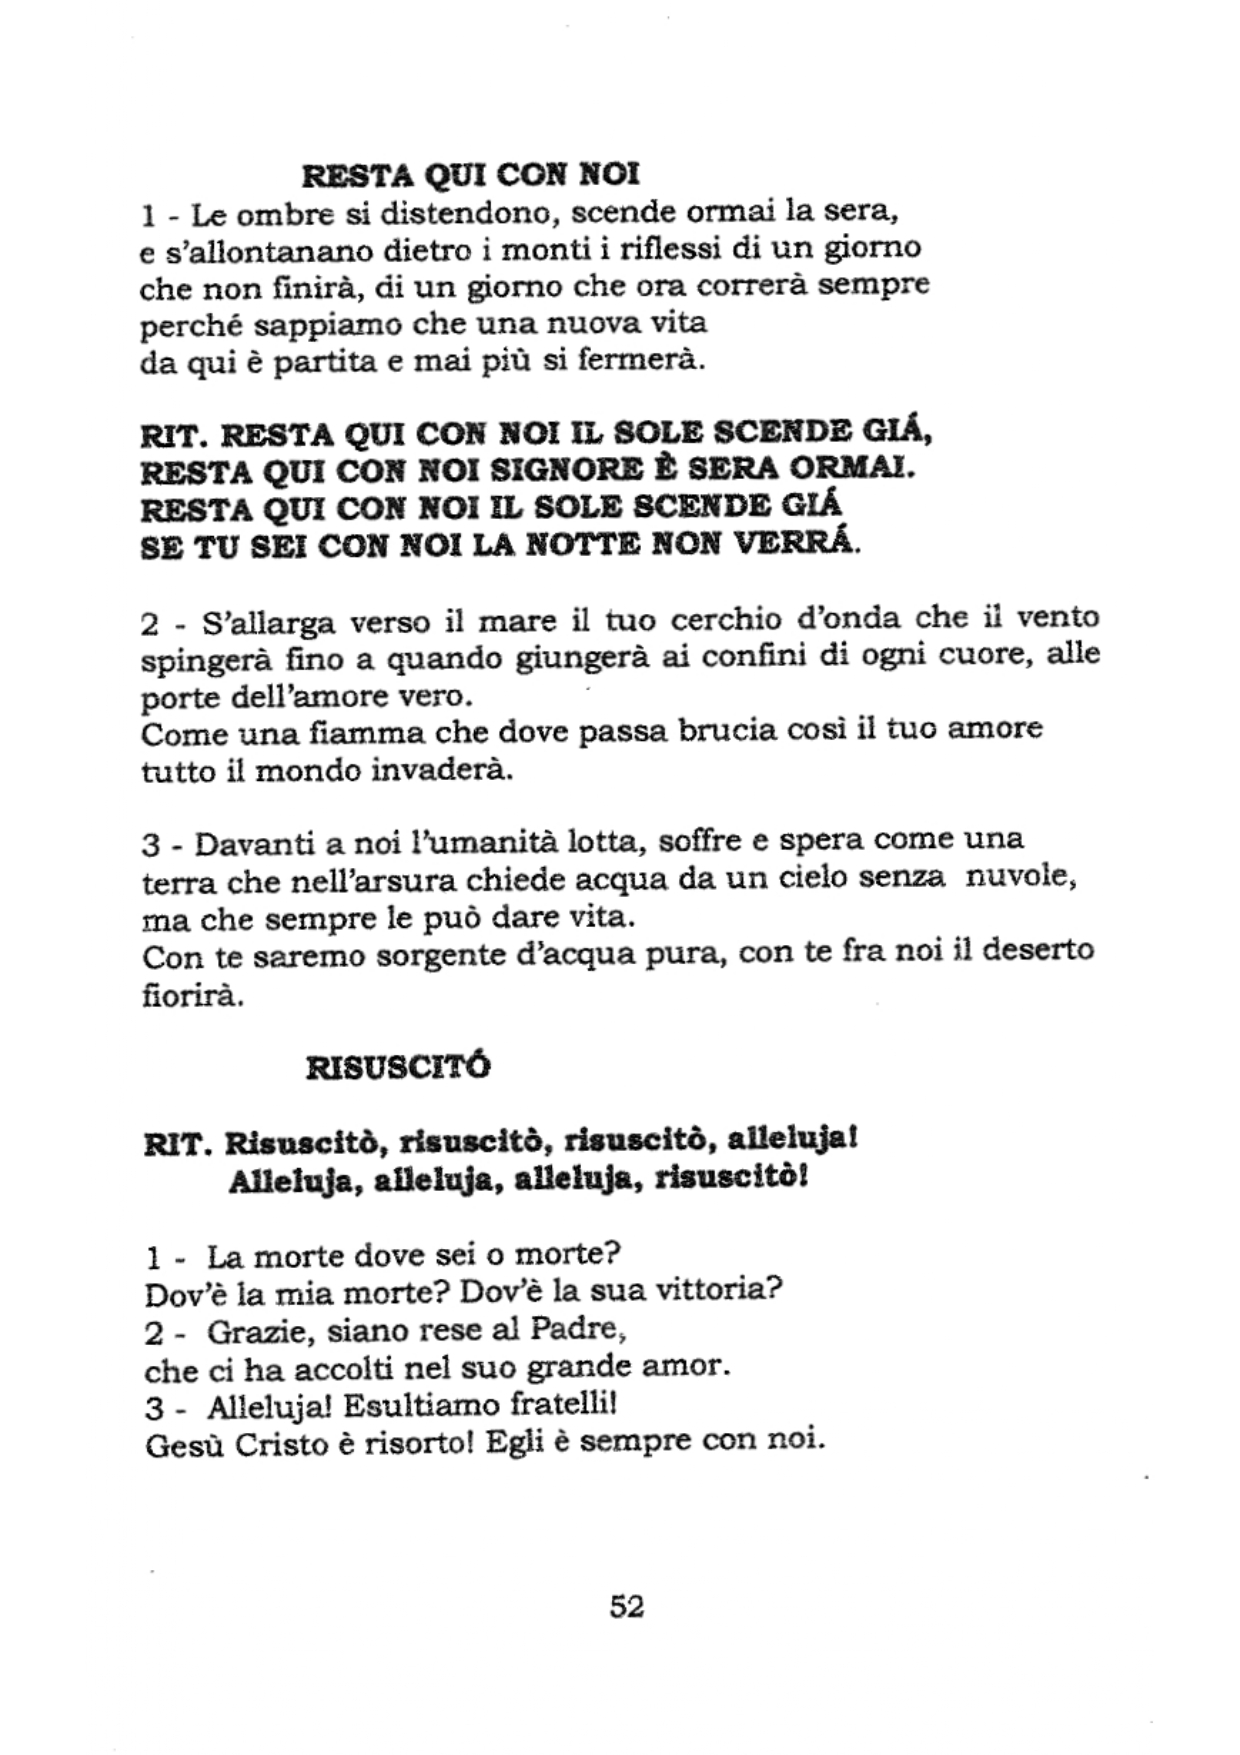 RESTA QUI CON NOI
1 - Le ombre si distendono, scende ormai la sera,
e s'allontanano dietro i monti i riflessi di un giorno
che non finirà, di un giorno che ora correrà sempre
perché sappiamo che una nuova vita
da qui è partita e mai più si fermerà.
RIT. RESTA QUI CON NOI IL SOLE SCENDE GIÁ,
RESTA QUI CON NOI SIGNORE È SERA ORMAI.
RESTA QUI CON NOI IL SOLE SCENDE GIÁ
SE TU SEI CON NOI LA NOTTE NON VERRÁ.
2 - S'allarga verso il mare il tuo cerchio d'onda che il vento
spingerà fino a quando giungerà ai confini di ogni cuore, alle
porte dell'amore vero.
Come una fiamma che dove passa brucia così il tuo amore
tutto il mondo invaderà.
3 - Davanti a noi l'umanità lotta, soffre e spera come una
terra che nell'arsura chiede acqua da un cielo senza nuvole,
ma che sempre le può dare vita.
Con te saremo sorgente d'acqua pura, con te fra noi il deserto
fiorirà.
RISUSCITÓ
RIT. Risuscitò, risuscitò, risuscitò, alleluja!
Alleluja, alleluja, alleluja, risuscitò!
1 - La morte dove sei o morte?
Dov'è la mia morte? Dov'è la sua vittoria?
2 - Grazie, siano rese al Padre,
che ci ha accolti nel suo grande amor.
3 - Alleluja! Esultiamo fratelli!
Gesù Cristo è risorto! Egli è sempre con noi.
52